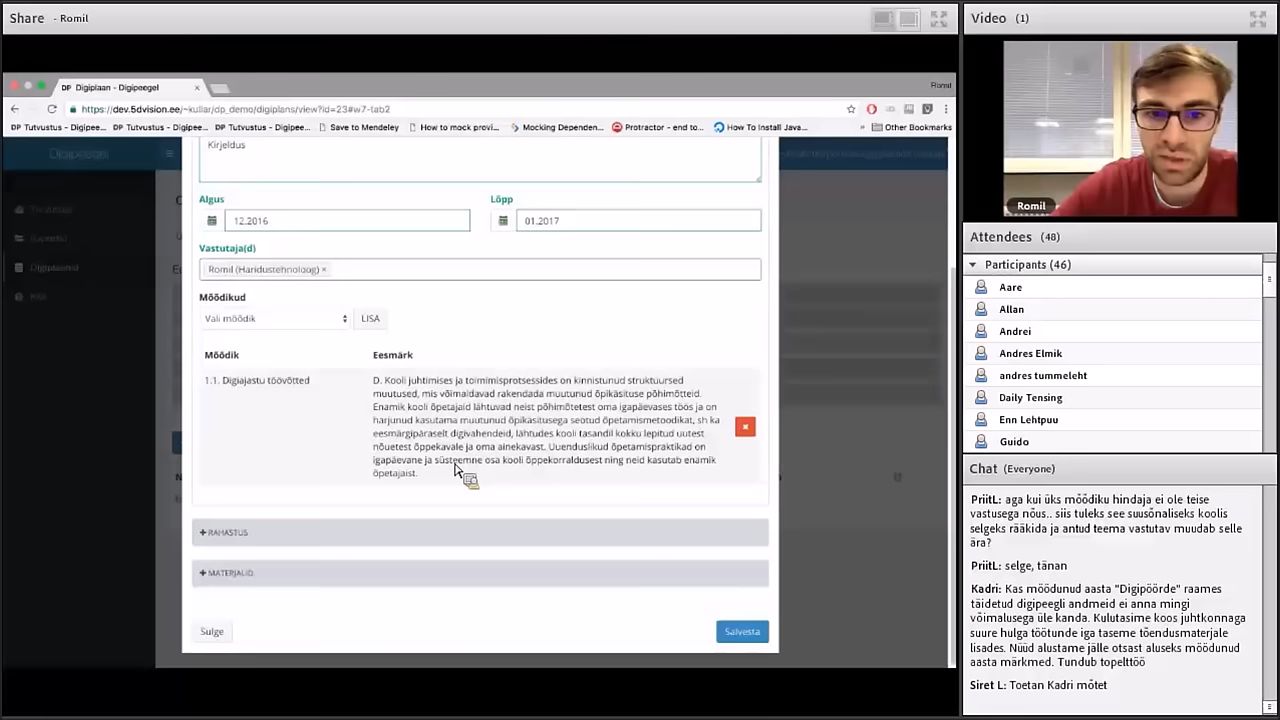 Share - Romil
DP Digiplaan - Digipeegel
Romil
https://dev.5dvision.ee/~kullar/dp_demo/digiplans/view?id=23#w7-tab2
DP Tutvustus - Digipee... DP Tutvustus - Digipee... DP Tutvustus - Digipee... Save to Mendeley How to mock provi... Mocking Dependen... Protractor - end to... How To Install Java... » Other Bookmarks
Digipeegel
Kirjeldus
Tutvustus
Digiplaanid
Algus
Lõpp
12.2016
01.2017
Vastutaja(d)
Romil (Haridustehnoloog) ×
Mõõdikud
Vali mõõdik
LISA
Mõõdik
Eesmärk
1.1. Digiajastu töövõtted
D. Kooli juhtimises ja toimimisprotsessides on kinnistunud struktuursed
muutused, mis võimaldavad rakendada muutunud õpikäsituse põhimõtteid.
Enamik kooli õpetajaid lähtuvad neist põhimõtetest oma igapäevases töös ja on
harjunud kasutama muutunud õpikäsitusega seotud õpetamismetoodikat, sh ka
eesmärgipäraselt digivahendeid, lähtudes kooli tasandil kokku lepitud uutest
nõuetest õppekavale ja oma ainekavast. Uuenduslikud õpetamispraktikad on
igapäevane ja süsteemne osa kooli õppekorraldusest ning neid kasutab enamik
õpetajaist.
+ RAHASTUS
+ MATERJALID
Sulge
Salvesta
Video (1)
Romil
Attendees (48)
Participants (46)
Aare
Allan
Andrei
Andres Elmik
andres tummeleht
Daily Tensing
Enn Lehtpuu
Guido
Chat (Everyone)
PriitL: aga kui üks mõõdiku hindaja ei ole teise
vastusega nõus.. siis tuleks see suusõnaliseks koolis
selgeks rääkida ja antud teema vastutav muudab selle
ära?
PriitL: selge, tänan
Kadri: Kas möödunud aasta "Digipöörde" raames
täidetud digipeegli andmeid ei anna mingi
võimalusega üle kanda. Kulutasime koos juhtkonnaga
suure hulga töötunde iga taseme tõendusmaterjale
lisades. Nüüd alustame jälle otsast aluseks möödunud
aasta märkmed. Tundub topelttöö
Siret L: Toetan Kadri mõtet